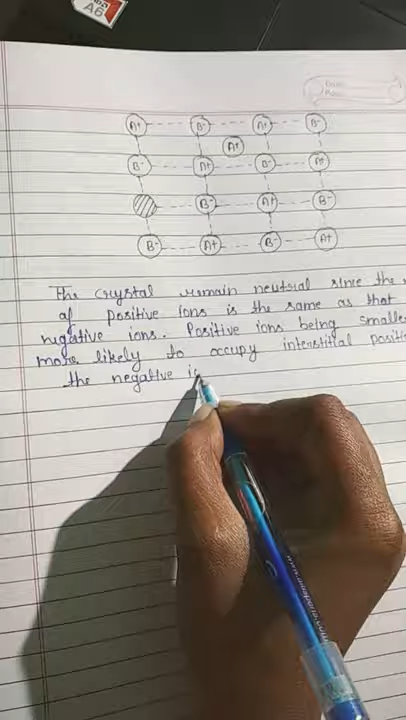 A6
A+ B- A+ B-
A+
B- A+ B- A+
B- A+ B-
B- A+ B- A+
The crystal remain neutral since the
of positive ions is the same as that
negative ions. Positive ions being smaller
more likely to occupy interstitial positi
the negative i